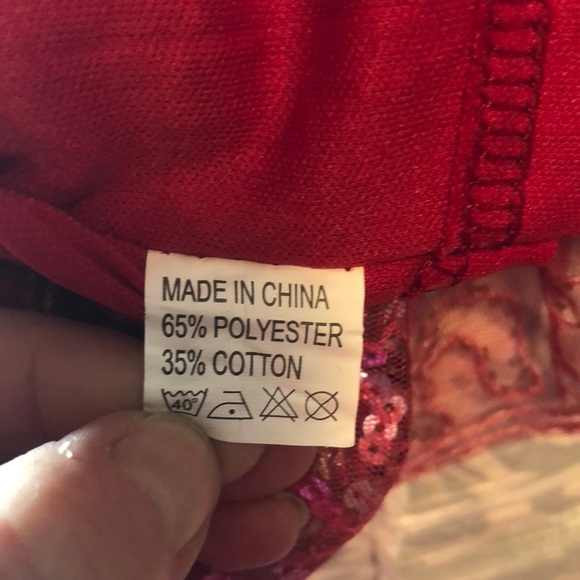 MADE IN CHINA
65% POLYESTER
35% COTTON
40°